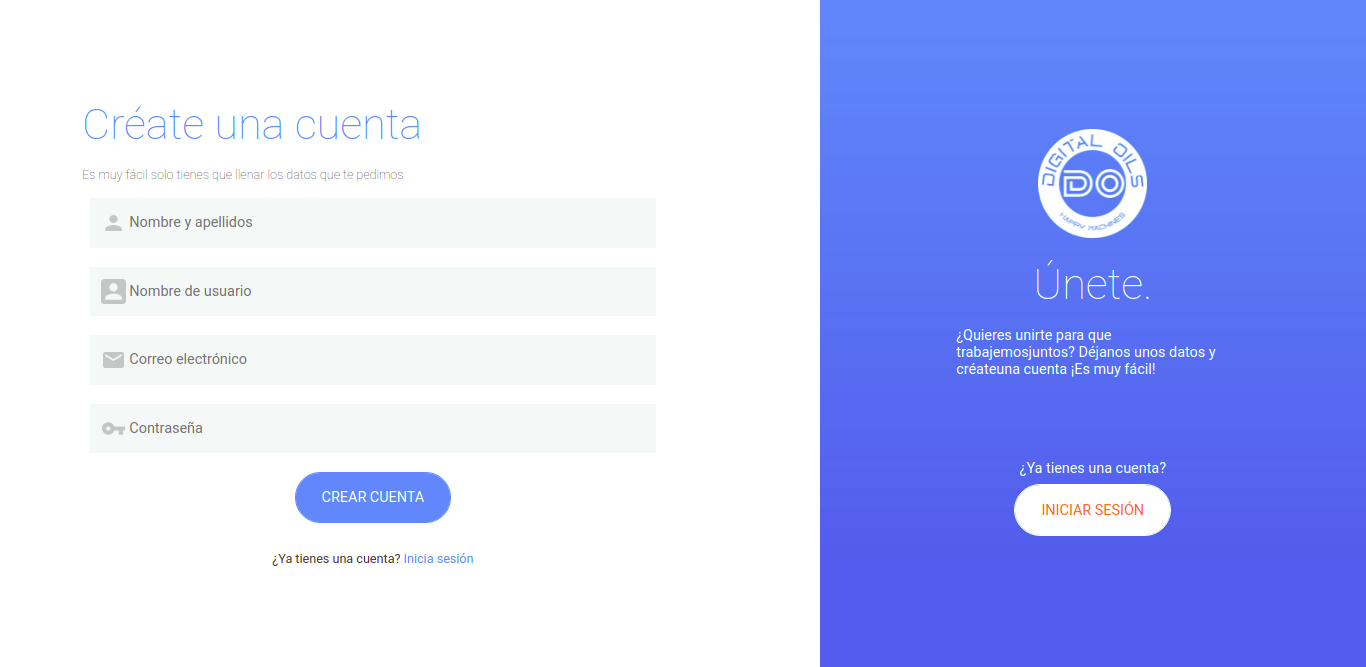 Créate una cuenta
Es muy fácil solo tienes que llenar los datos que te pedimos
Nombre y apellidos
Nombre de usuario
Correo electrónico
Contraseña
CREAR CUENTA
¿Ya tienes una cuenta? Inicia sesión
DIGITAL OILS
DO
HAPPY MACHINES
Únete.
¿Quieres unirte para que
trabajemosjuntos? Déjanos unos datos y
créateuna cuenta ¡Es muy fácil!
¿Ya tienes una cuenta?
INICIAR SESIÓN